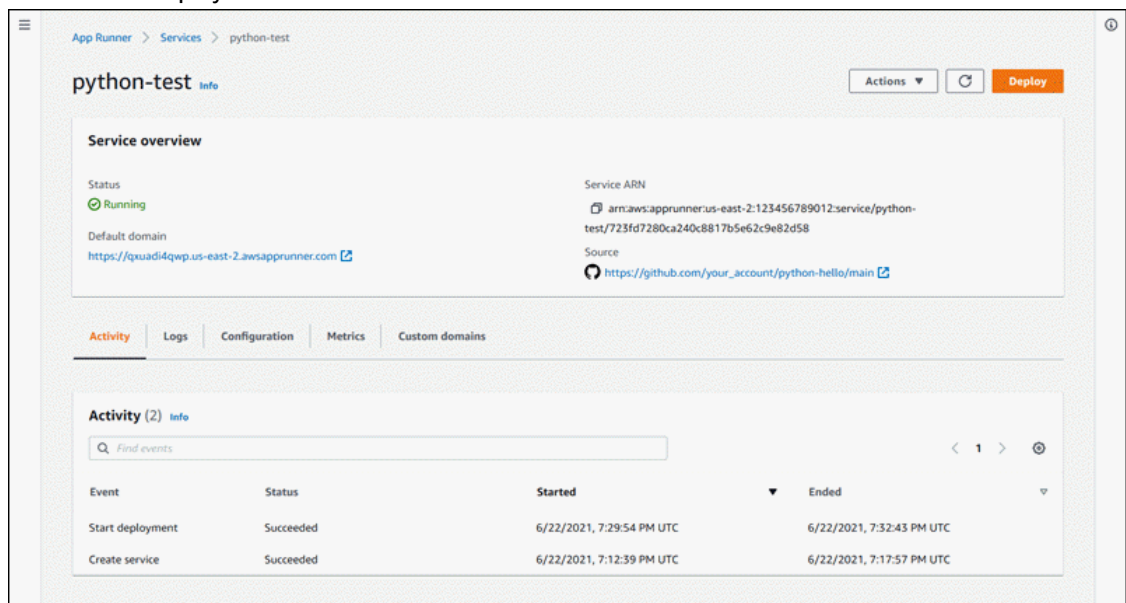 App Runner > Services > python-test
python-test Info
Actions ▼ Deploy
Service overview
Status
Running
Default domain
https://qxuadi4qwp.us-east-2.awsapprunner.com
Service ARN
arn:aws:apprunner:us-east-2:123456789012:service/python-
test/723fd7280ca240c8817b5e62c9e82d58
Source
https://github.com/your_account/python-hello/main
Activity Logs Configuration Metrics Custom domains
Activity (2) Info
Find events < 1 >
Event Status Started Ended
Start deployment Succeeded 6/22/2021, 7:29:54 PM UTC 6/22/2021, 7:32:43 PM UTC
Create service Succeeded 6/22/2021, 7:12:39 PM UTC 6/22/2021, 7:17:57 PM UTC